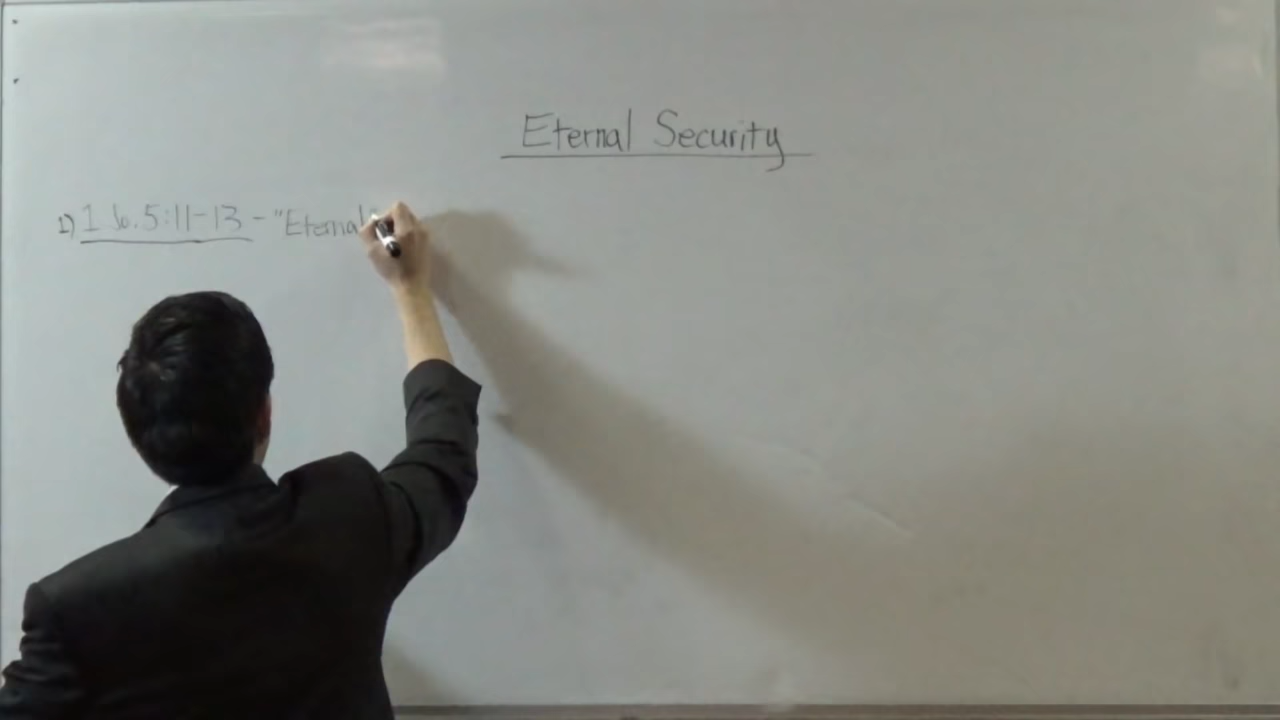 Eternal Security
1) 1 Jo. 5:11-13 - "Eternal"